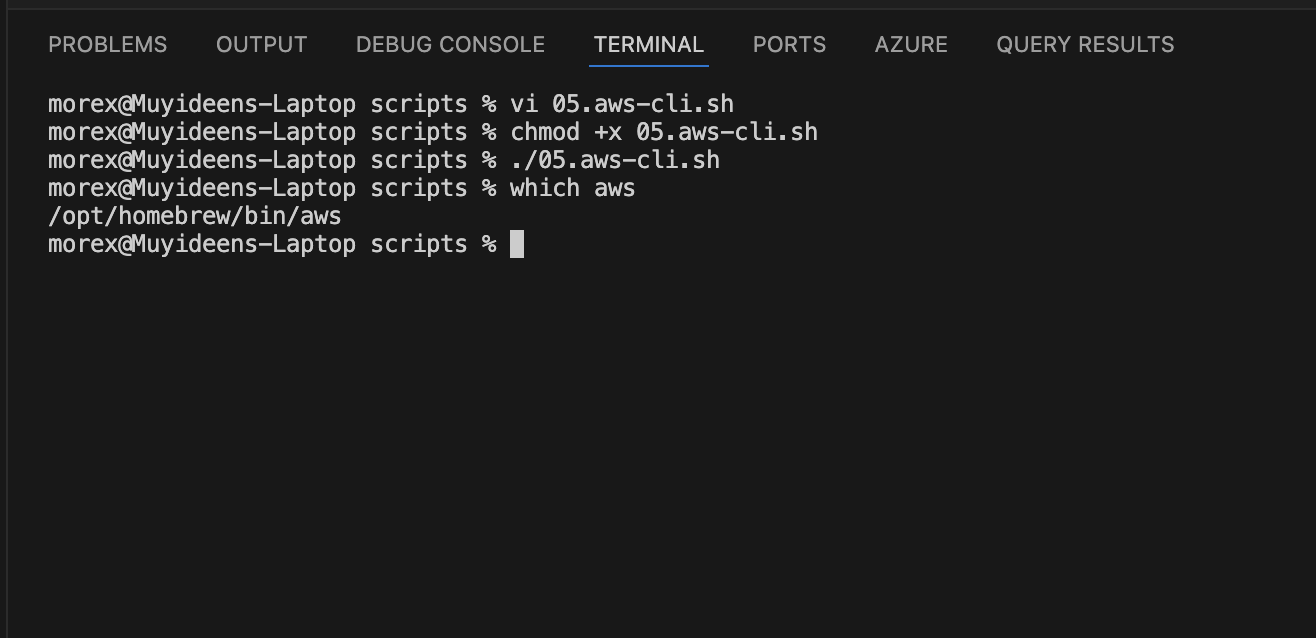 PROBLEMS OUTPUT DEBUG CONSOLE TERMINAL PORTS AZURE QUERY RESULTS
morex@Muyideens-Laptop scripts % vi 05.aws-cli.sh
morex@Muyideens-Laptop scripts % chmod +x 05.aws-cli.sh
morex@Muyideens-Laptop scripts % ./05.aws-cli.sh
morex@Muyideens-Laptop scripts % which aws
/opt/homebrew/bin/aws
morex@Muyideens-Laptop scripts %